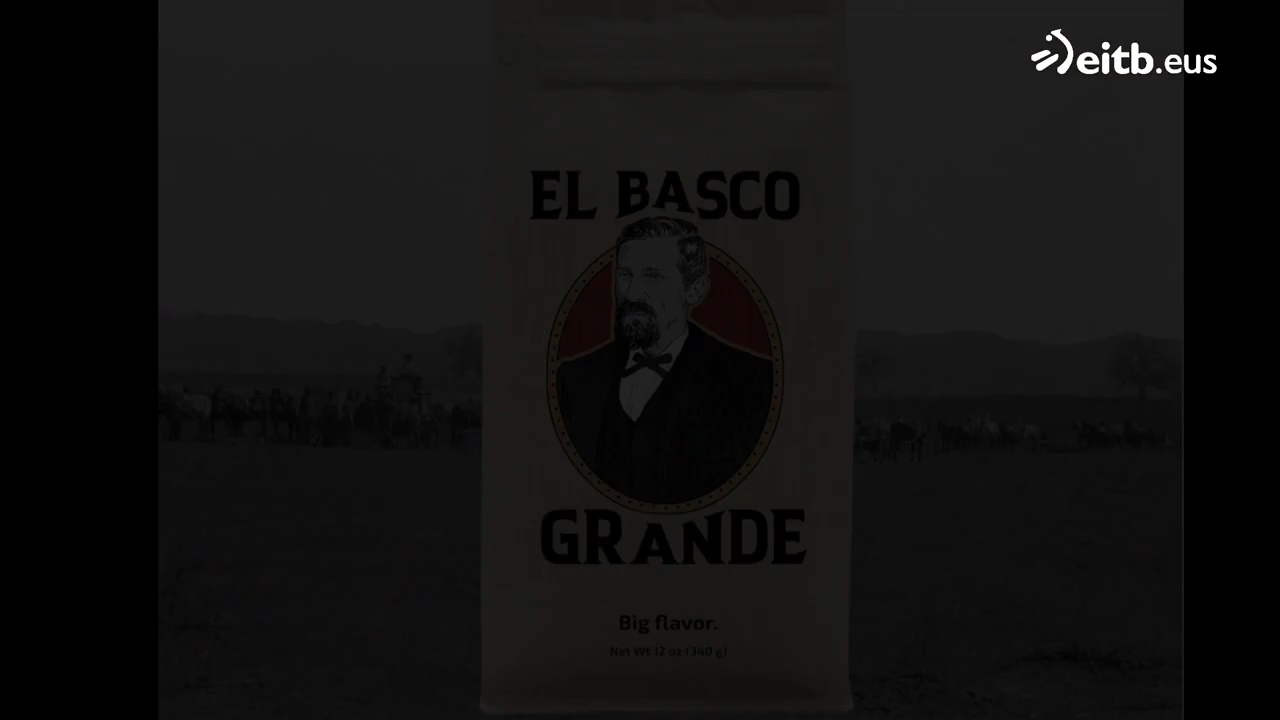 eitb.eus
EL BASCO
GRANDE
Big flavor.
Net Wt 12 oz (340 g)